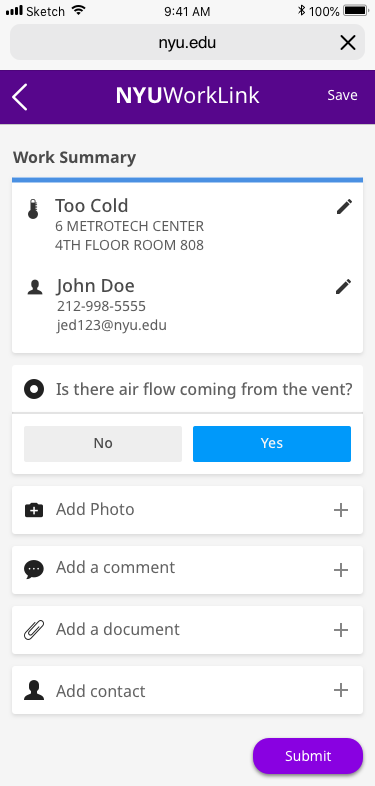 Sketch 9:41 AM 100%
nyu.edu
NYUWorkLink Save
Work Summary
Too Cold
6 METROTECH CENTER
4TH FLOOR ROOM 808
John Doe
212-998-5555
jed123@nyu.edu
Is there air flow coming from the vent?
No Yes
Add Photo
Add a comment
Add a document
Add contact
Submit